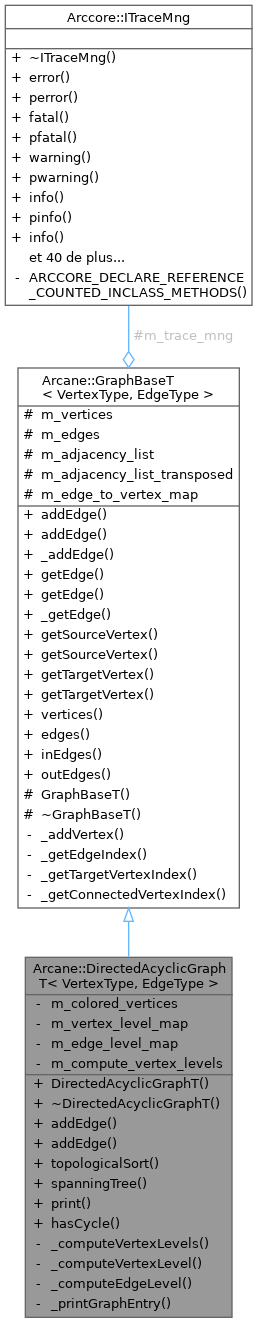 Arccore::ITraceMng
+ ~ITraceMng()
+ error()
+ perror()
+ fatal()
+ pfatal()
+ warning()
+ pwarning()
+ info()
+ pinfo()
+ info()
et 40 de plus...
- ARCCORE_DECLARE_REFERENCE
_COUNTED_INCLASS_METHODS()
#m_trace_mng
Arcane::GraphBaseT
< VertexType, EdgeType >
# m_vertices
# m_edges
# m_adjacency_list
# m_adjacency_list_transposed
# m_edge_to_vertex_map
+ addEdge()
+ addEdge()
+ _addEdge()
+ getEdge()
+ getEdge()
+ _getEdge()
+ getSourceVertex()
+ getSourceVertex()
+ getTargetVertex()
+ getTargetVertex()
+ vertices()
+ edges()
+ inEdges()
+ outEdges()
# GraphBaseT()
# ~GraphBaseT()
- _addVertex()
- _getEdgeIndex()
- _getTargetVertexIndex()
- _getConnectedVertexIndex()
Arcane::DirectedAcyclicGraph
T< VertexType, EdgeType >
- m_colored_vertices
- m_vertex_level_map
- m_edge_level_map
- m_compute_vertex_levels
+ DirectedAcyclicGraphT()
+ ~DirectedAcyclicGraphT()
+ addEdge()
+ addEdge()
+ topologicalSort()
+ spanningTree()
+ print()
+ hasCycle()
- _computeVertexLevels()
- _computeVertexLevel()
- _computeEdgeLevel()
- _printGraphEntry()